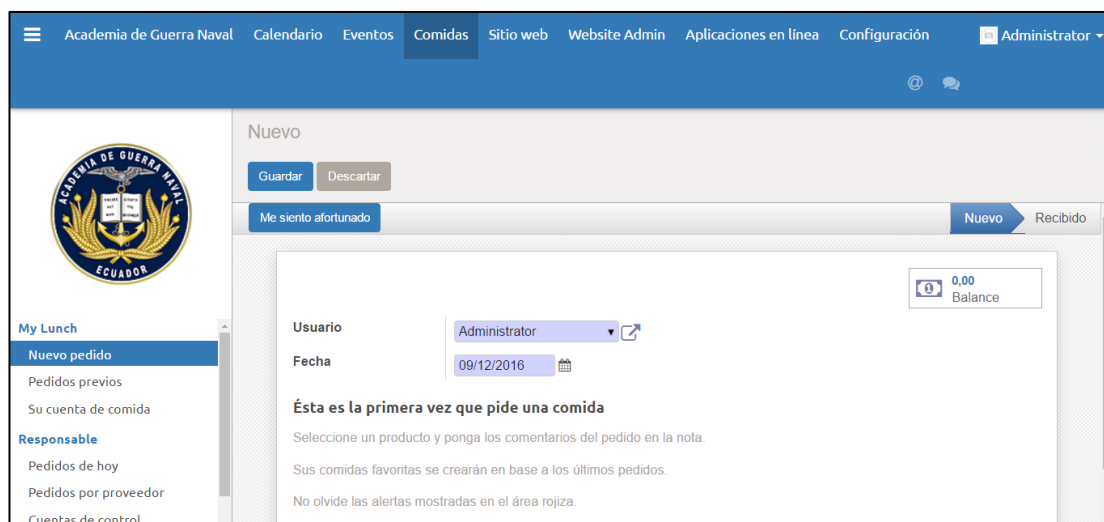 Academia de Guerra Naval Calendario Eventos Comidas Sitio web Website Admin Aplicaciones en línea Configuración Administrator
@
ACADEMIA DE GUERRA NAVAL
ECUADOR
Nuevo
Guardar Descartar
Me siento afortunado Nuevo Recibido
0,00
Balance
Usuario Administrator
Fecha 09/12/2016
Ésta es la primera vez que pide una comida
Seleccione un producto y ponga los comentarios del pedido en la nota.
Sus comidas favoritas se crearán en base a los últimos pedidos.
No olvide las alertas mostradas en el área rojiza.
My Lunch
Nuevo pedido
Pedidos previos
Su cuenta de comida
Responsable
Pedidos de hoy
Pedidos por proveedor
Cuentas de control